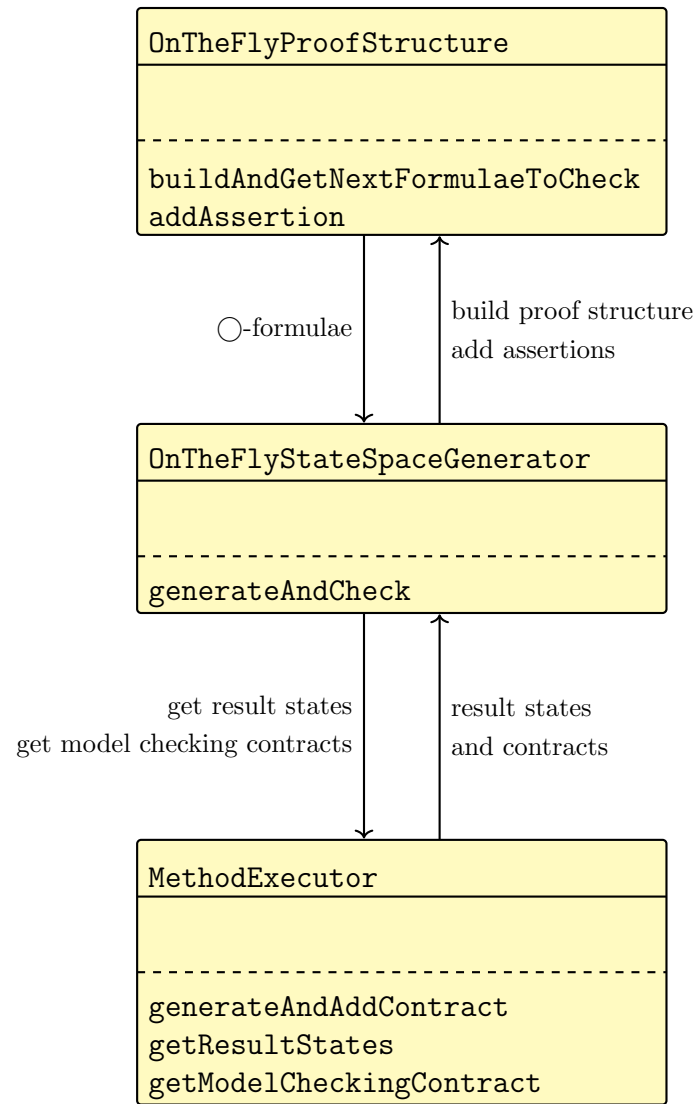 OnTheFlyProofStructure
buildAndGetNextFormulaeToCheck
addAssertion
◯-formulae
build proof structure
add assertions
OnTheFlyStateSpaceGenerator
generateAndCheck
get result states
get model checking contracts
result states
and contracts
MethodExecutor
generateAndAddContract
getResultStates
getModelCheckingContract